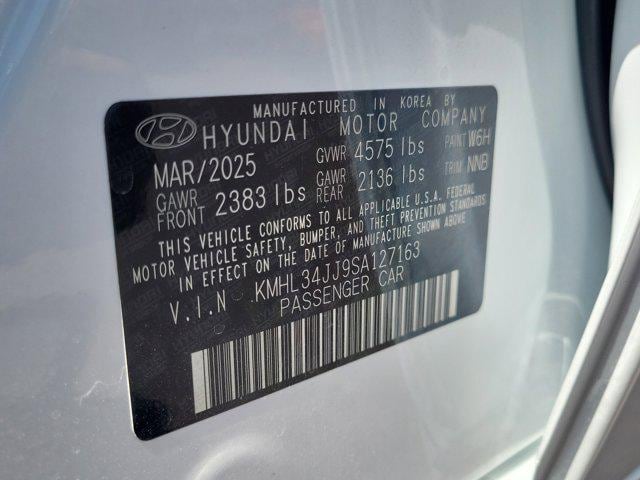 MANUFACTURED IN KOREA BY
HYUNDAI MOTOR COMPANY
MAR/2025 GVWR 4575 lbs PAINT W6H
GAWR FRONT 2383 lbs GAWR REAR 2136 lbs TRIM NNB
THIS VEHICLE CONFORMS TO ALL APPLICABLE U.S.A. FEDERAL
MOTOR VEHICLE SAFETY, BUMPER, AND THEFT PREVENTION STANDARDS
IN EFFECT ON THE DATE OF MANUFACTURE SHOWN ABOVE
V.I.N. KMHL34JJ9SA127163
PASSENGER CAR